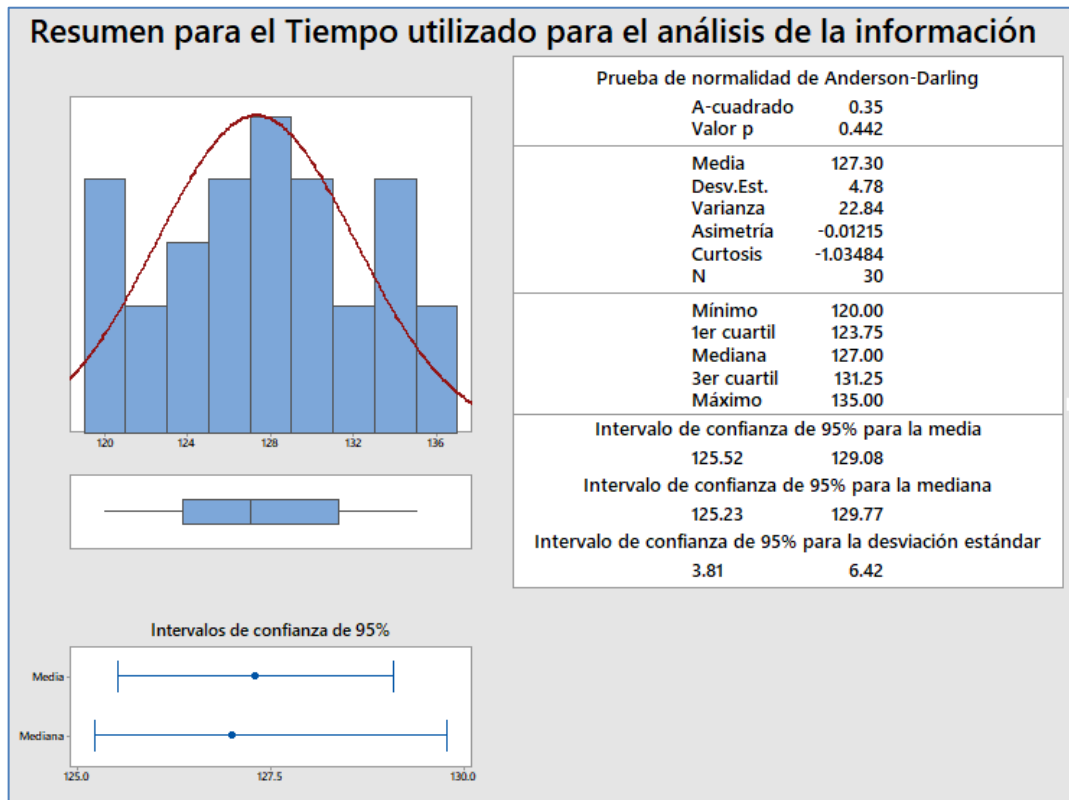 Resumen para el Tiempo utilizado para el análisis de la información
120 124 128 132 136
Intervalos de confianza de 95%
Media
Mediana
125.0 127.5 130.0
Prueba de normalidad de Anderson-Darling
A-cuadrado 0.35
Valor p 0.442
Media 127.30
Desv.Est. 4.78
Varianza 22.84
Asimetría -0.01215
Curtosis -1.03484
N 30
Mínimo 120.00
1er cuartil 123.75
Mediana 127.00
3er cuartil 131.25
Máximo 135.00
Intervalo de confianza de 95% para la media
125.52 129.08
Intervalo de confianza de 95% para la mediana
125.23 129.77
Intervalo de confianza de 95% para la desviación estándar
3.81 6.42